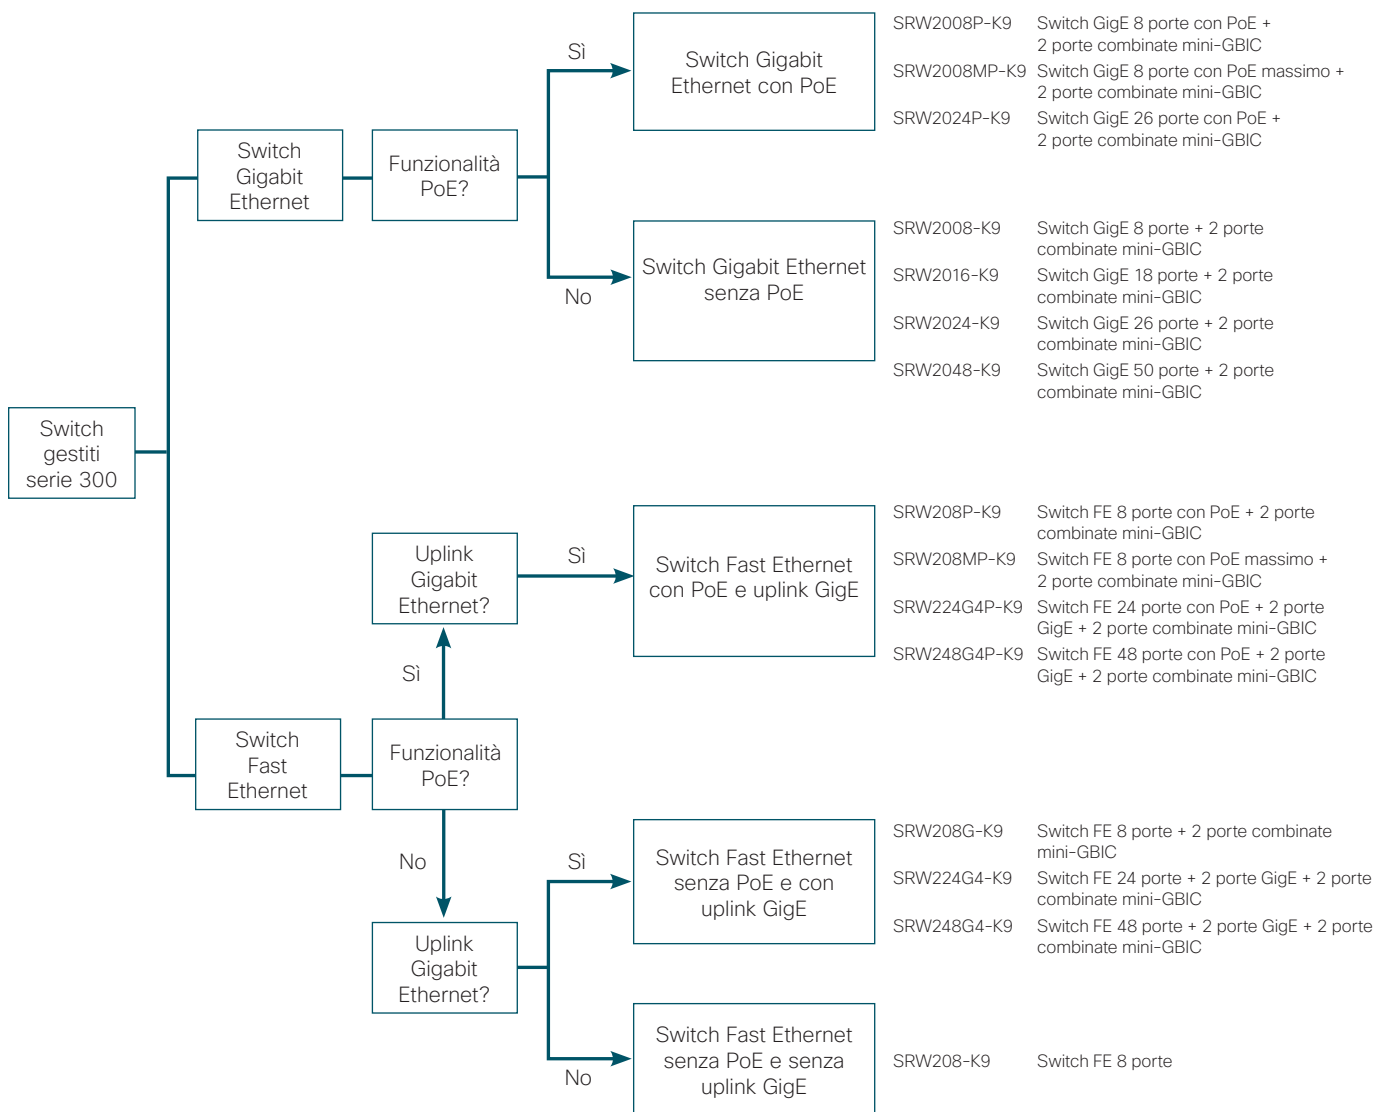 Switch
gestiti
serie 300
Switch
Gigabit
Ethernet
Funzionalità
PoE?
Sì
Switch Gigabit
Ethernet con PoE
SRW2008P-K9 Switch GigE 8 porte con PoE +
2 porte combinate mini-GBIC
SRW2008MP-K9 Switch GigE 8 porte con PoE massimo +
2 porte combinate mini-GBIC
SRW2024P-K9 Switch GigE 26 porte con PoE +
2 porte combinate mini-GBIC
No
Switch Gigabit Ethernet
senza PoE
SRW2008-K9 Switch GigE 8 porte + 2 porte
combinate mini-GBIC
SRW2016-K9 Switch GigE 18 porte + 2 porte
combinate mini-GBIC
SRW2024-K9 Switch GigE 26 porte + 2 porte
combinate mini-GBIC
SRW2048-K9 Switch GigE 50 porte + 2 porte
combinate mini-GBIC
Switch
Fast
Ethernet
Funzionalità
PoE?
Sì
Uplink
Gigabit
Ethernet?
Sì
Switch Fast Ethernet
con PoE e uplink GigE
SRW208P-K9 Switch FE 8 porte con PoE + 2 porte
combinate mini-GBIC
SRW208MP-K9 Switch FE 8 porte con PoE massimo +
2 porte combinate mini-GBIC
SRW224G4P-K9 Switch FE 24 porte con PoE + 2 porte
GigE + 2 porte combinate mini-GBIC
SRW248G4P-K9 Switch FE 48 porte con PoE + 2 porte
GigE + 2 porte combinate mini-GBIC
No
Uplink
Gigabit
Ethernet?
Sì
Switch Fast Ethernet
senza PoE e con
uplink GigE
SRW208G-K9 Switch FE 8 porte + 2 porte combinate
mini-GBIC
SRW224G4-K9 Switch FE 24 porte + 2 porte GigE + 2 porte
combinate mini-GBIC
SRW248G4-K9 Switch FE 48 porte + 2 porte GigE + 2 porte
combinate mini-GBIC
No
Switch Fast Ethernet
senza PoE e senza
uplink GigE
SRW208-K9 Switch FE 8 porte